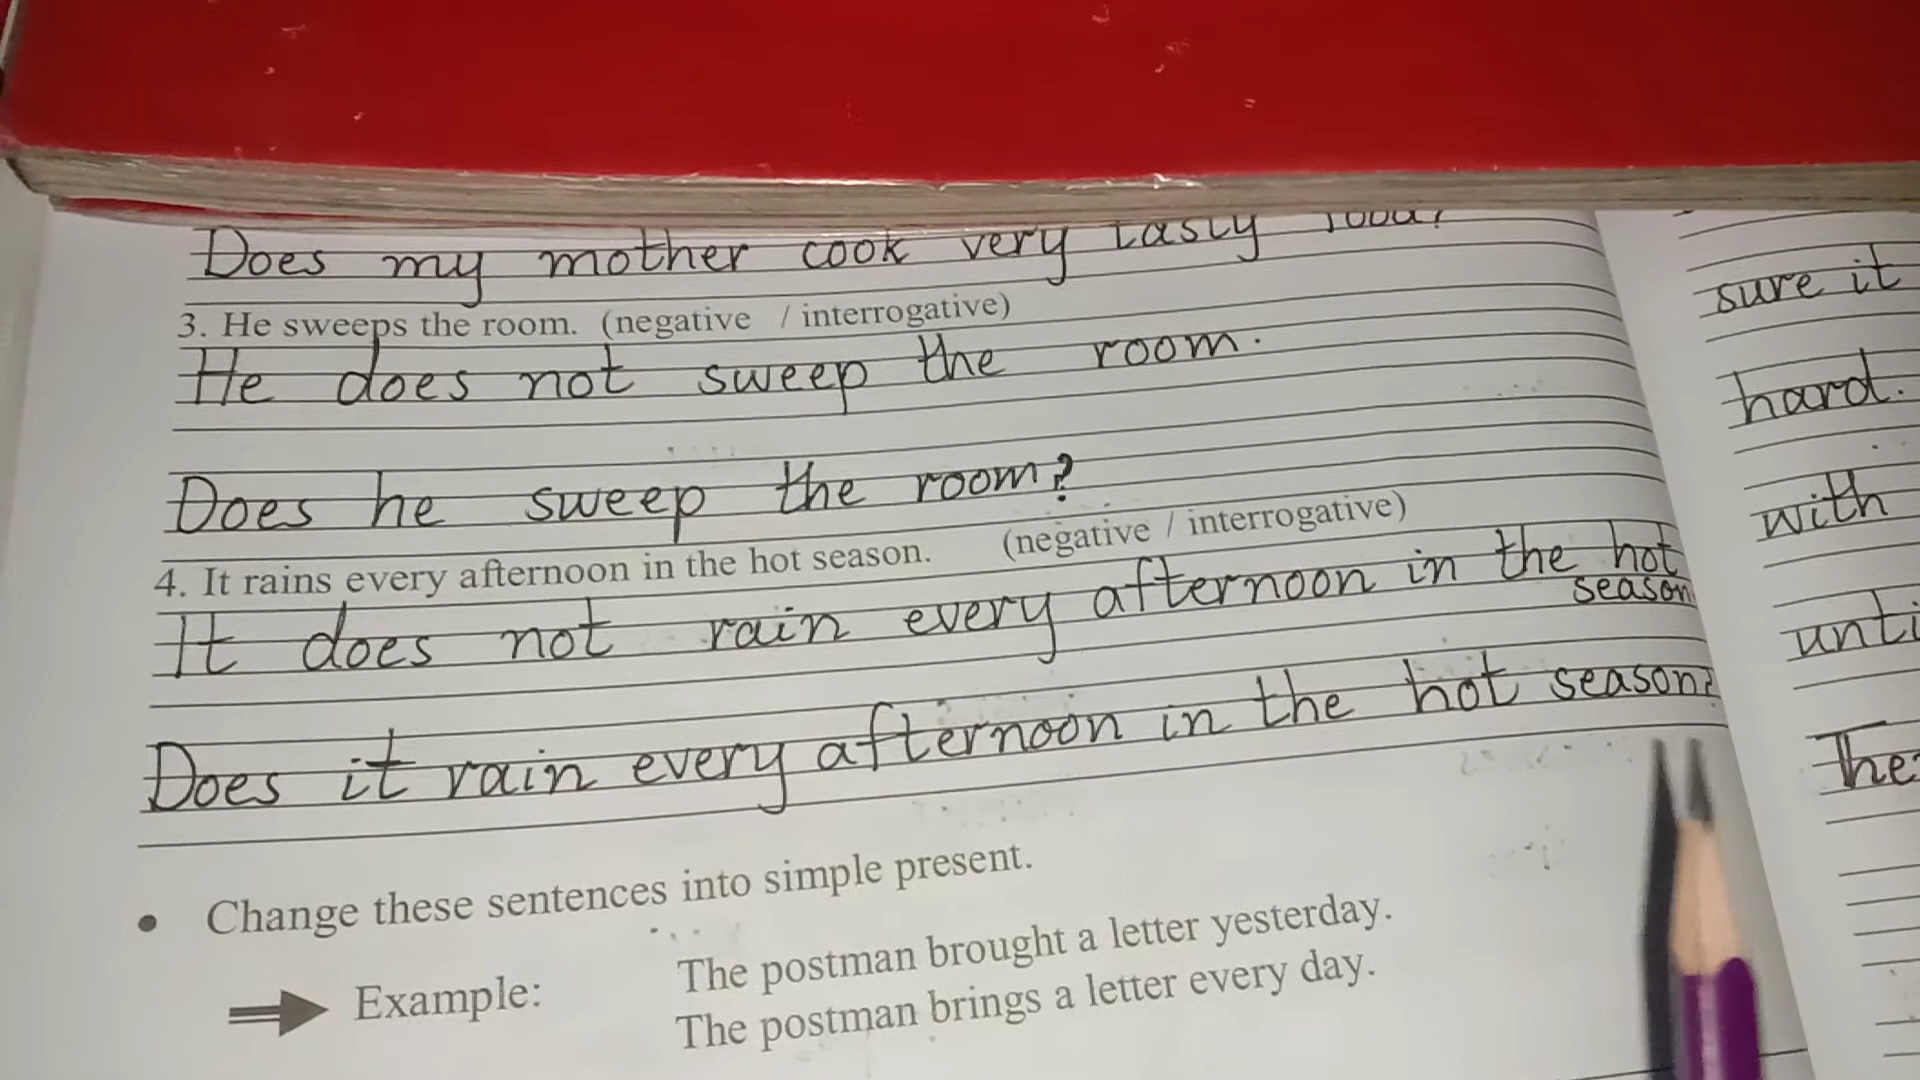 Does my mother cook very tasty food?
3. He sweeps the room. (negative / interrogative)
He does not sweep the room.
Does he sweep the room?
4. It rains every afternoon in the hot season. (negative / interrogative)
It does not rain every afternoon in the hot
season
Does it rain every afternoon in the hot season?
• Change these sentences into simple present.
Example: The postman brought a letter yesterday.
The postman brings a letter every day.
sure it
hard.
with
The